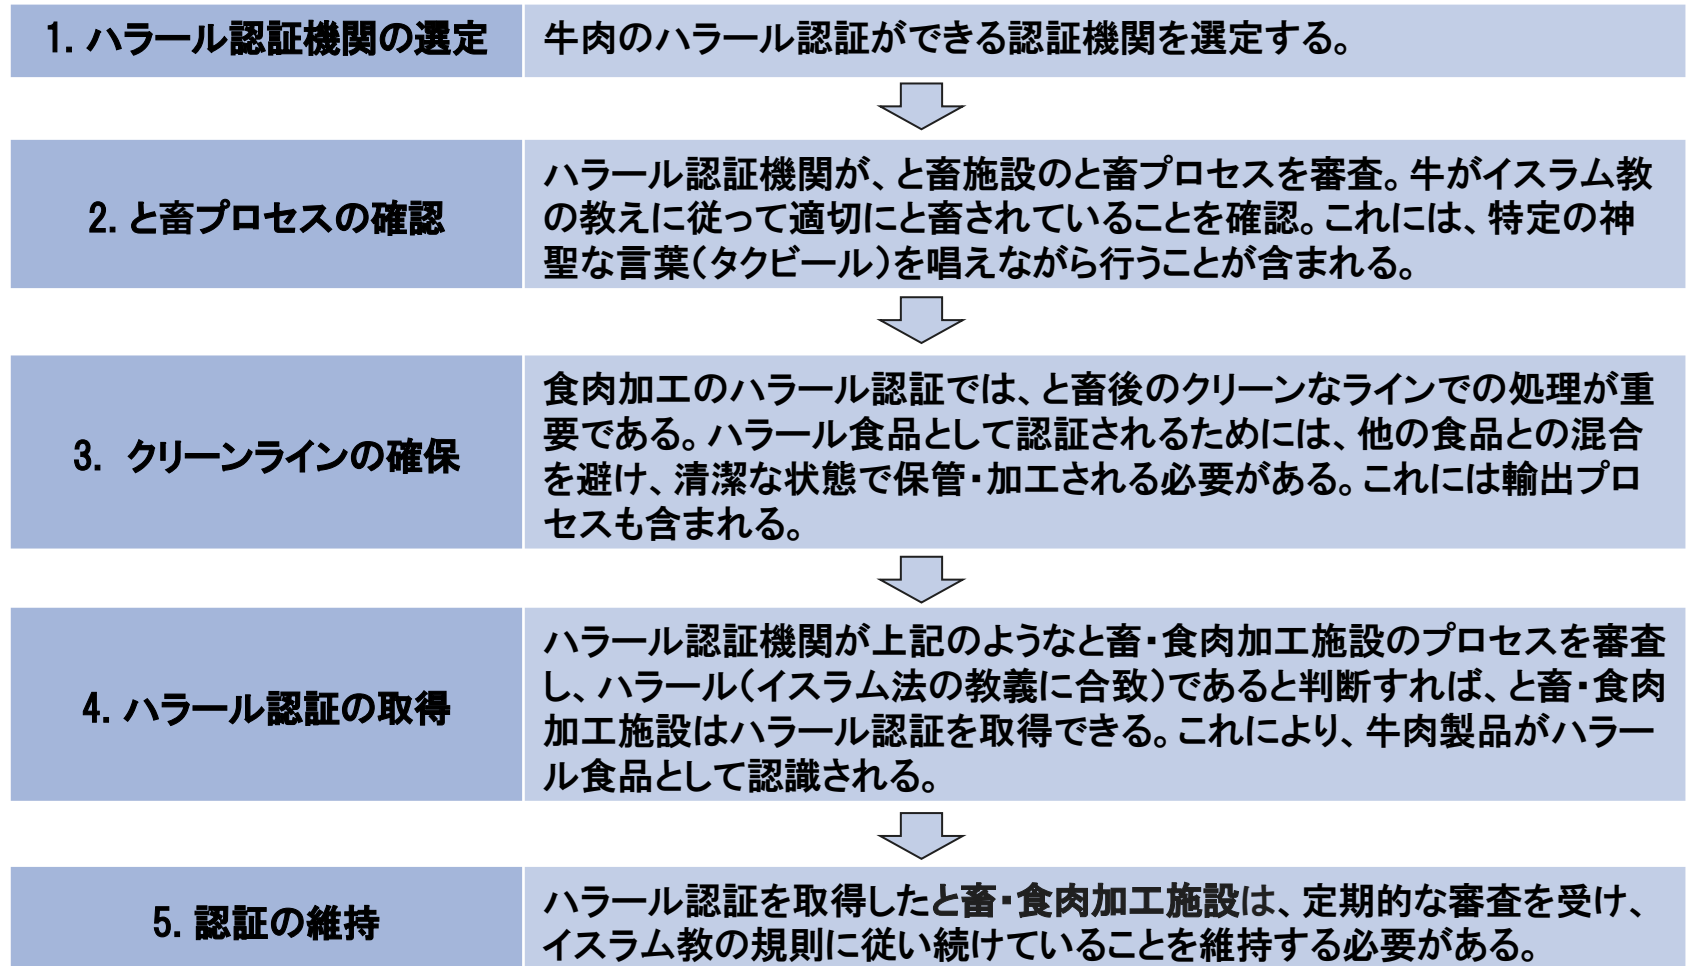 1. ハラール認証機関の選定
牛肉のハラール認証ができる認証機関を選定する。
2. と畜プロセスの確認
ハラール認証機関が、と畜施設のと畜プロセスを審査。牛がイスラム教
の教えに従って適切にと畜されていることを確認。これには、特定の神
聖な言葉(タクビール)を唱えながら行うことが含まれる。
3. クリーンラインの確保
食肉加工のハラール認証では、と畜後のクリーンなラインでの処理が重
要である。ハラール食品として認証されるためには、他の食品との混合
を避け、清潔な状態で保管・加工される必要がある。これには輸出プロ
セスも含まれる。
4. ハラール認証の取得
ハラール認証機関が上記のようなと畜・食肉加工施設のプロセスを審査
し、ハラール(イスラム法の教義に合致)であると判断すれば、と畜・食肉
加工施設はハラール認証を取得できる。これにより、牛肉製品がハラー
ル食品として認識される。
5. 認証の維持
ハラール認証を取得したと畜・食肉加工施設は、定期的な審査を受け、
イスラム教の規則に従い続けていることを維持する必要がある。